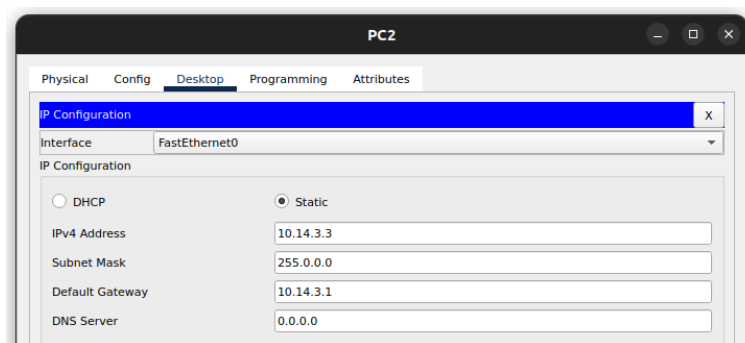 PC2
Physical Config Desktop Programming Attributes
IP Configuration X
Interface FastEthernet0
IP Configuration
DHCP Static
IPv4 Address 10.14.3.3
Subnet Mask 255.0.0.0
Default Gateway 10.14.3.1
DNS Server 0.0.0.0